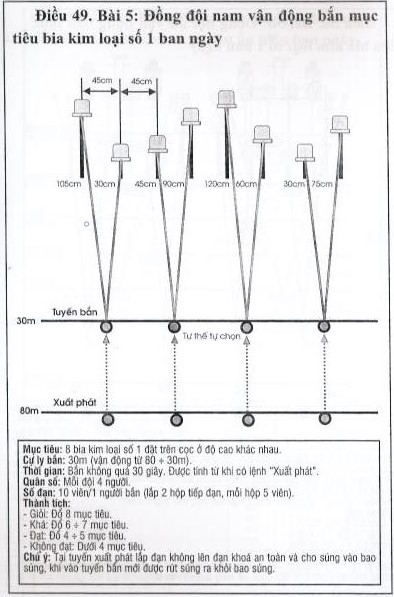 Điều 49. Bài 5: Đồng đội nam vận động bắn mục
tiêu bia kim loại số 1 ban ngày
45cm 45cm
105cm 30cm 45cm 90cm 120cm 60cm 30cm 75cm
Tuyến bắn
30m
Tư thế tự chọn
Xuất phát
80m
Mục tiêu: 8 bia kim loại số 1 đặt trên cọc ở độ cao khác nhau.
Cự ly bắn: 30m (vận động từ 80 ÷ 30m).
Thời gian: Bắn không quá 30 giây. Được tính từ khi có lệnh "Xuất phát".
Quân số: Mỗi đội 4 người.
Số đạn: 10 viên/1 người bắn (lắp 2 hộp tiếp đạn, mỗi hộp 5 viên).
Thành tích:
- Giỏi: Đổ 8 mục tiêu.
- Khá: Đổ 6 ÷ 7 mục tiêu.
- Đạt: Đổ 4 ÷ 5 mục tiêu.
- Không đạt: Dưới 4 mục tiêu.
Chú ý: Tại tuyến xuất phát lắp đạn không lên đạn khoá an toàn và cho súng vào bao
súng, khi vào tuyến bắn mới được rút súng ra khỏi bao súng.